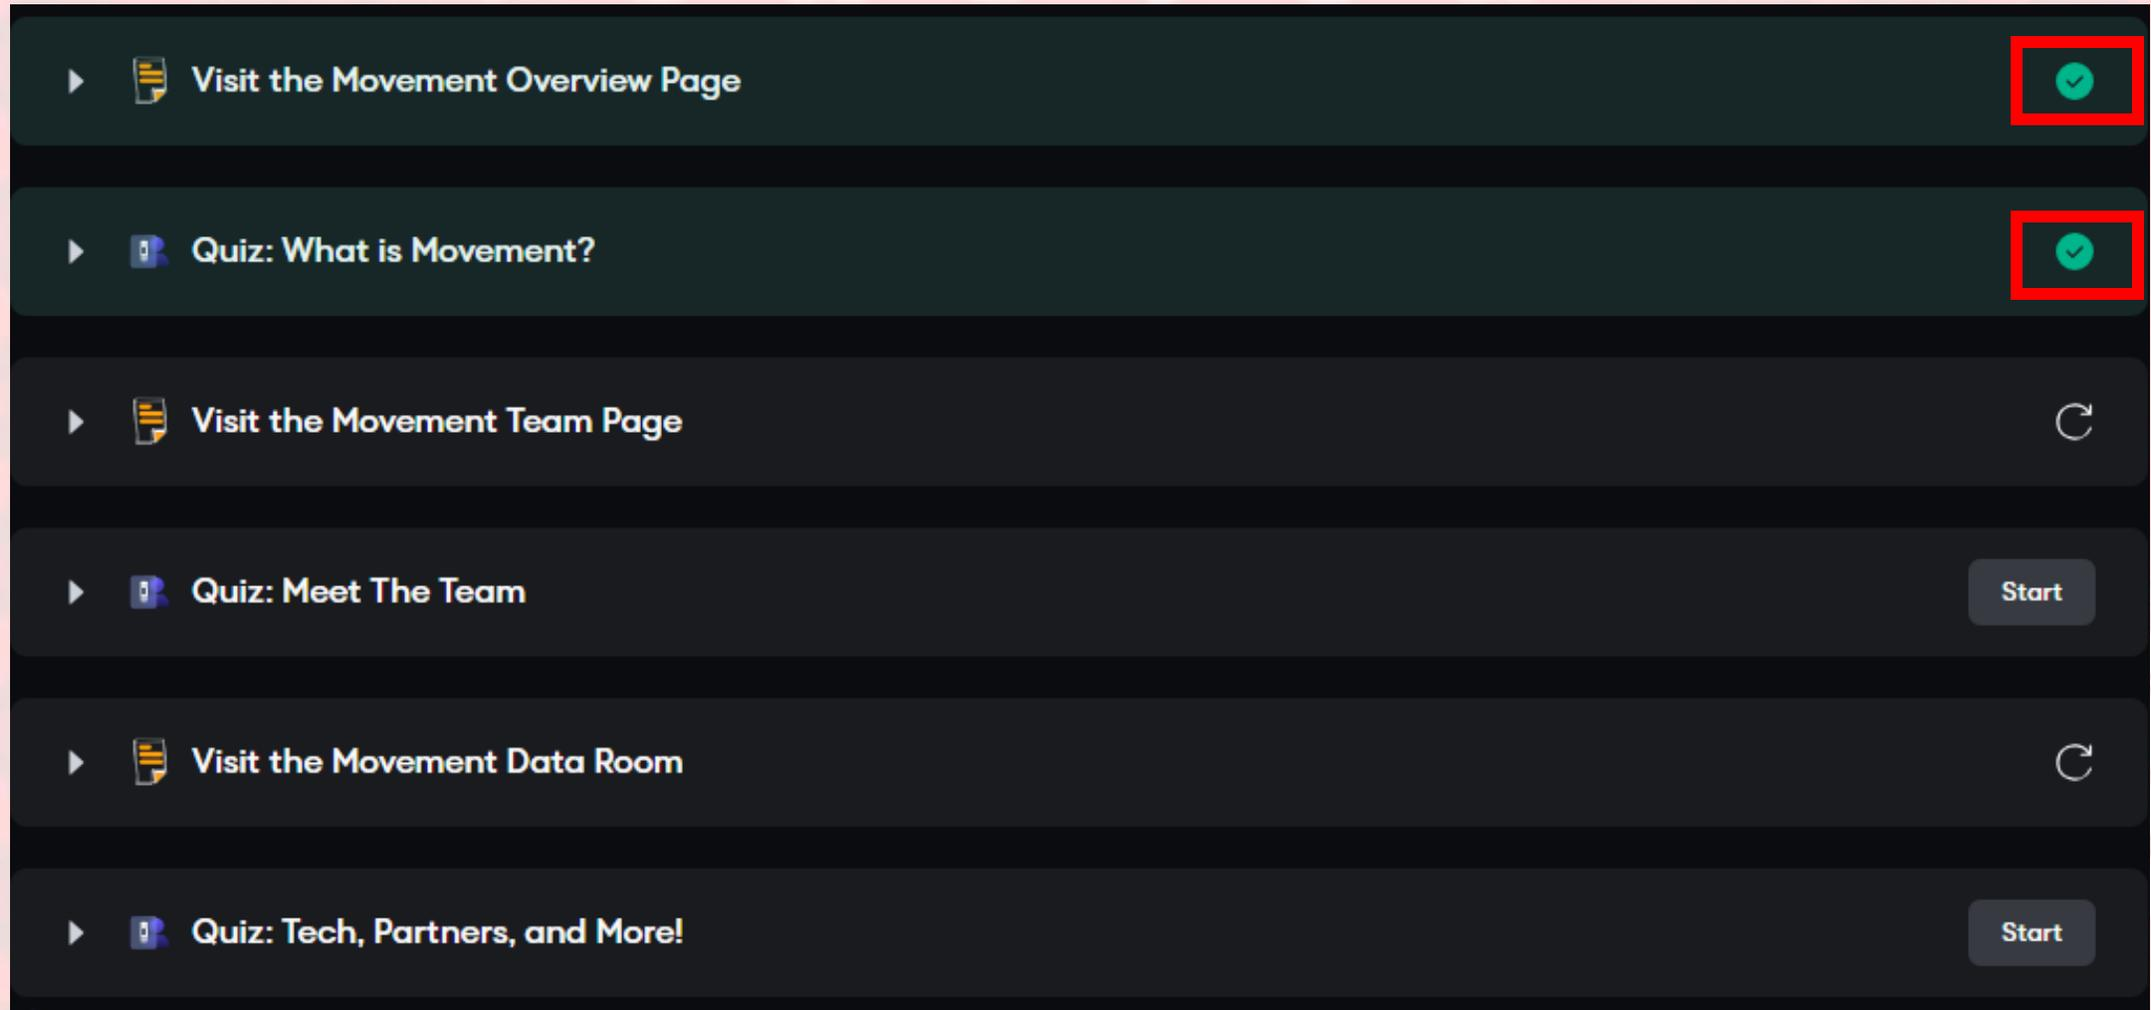 Visit the Movement Overview Page
Quiz: What is Movement?
Visit the Movement Team Page
Quiz: Meet The Team
Start
Visit the Movement Data Room
Quiz: Tech, Partners, and More!
Start